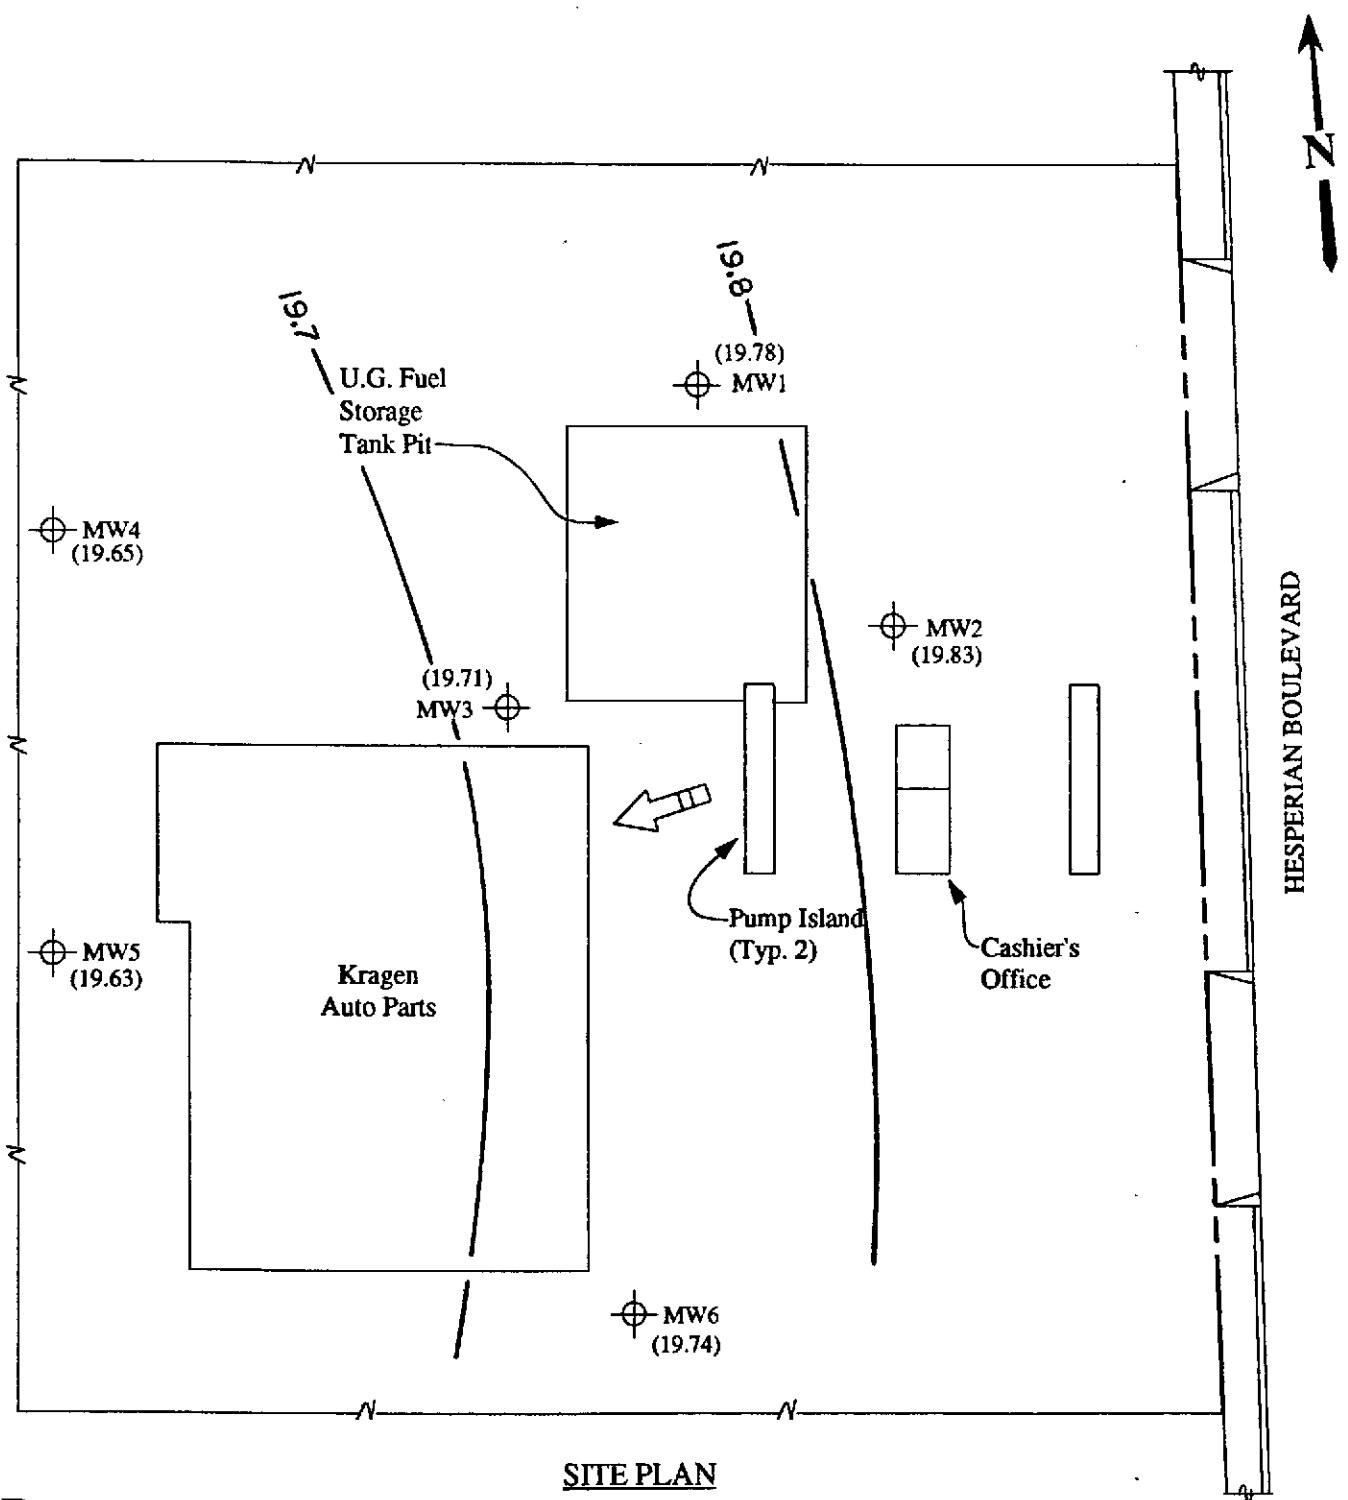 N
19.8
19.7
(19.78)
MW1
U.G. Fuel
Storage
Tank Pit
MW4
(19.65)
MW2
(19.83)
(19.71)
MW3
HESPERIAN BOULEVARD
Pump Island
(Typ. 2)
Cashier's
Office
MW5
(19.63)
Kragen
Auto Parts
MW6
(19.74)
SITE PLAN